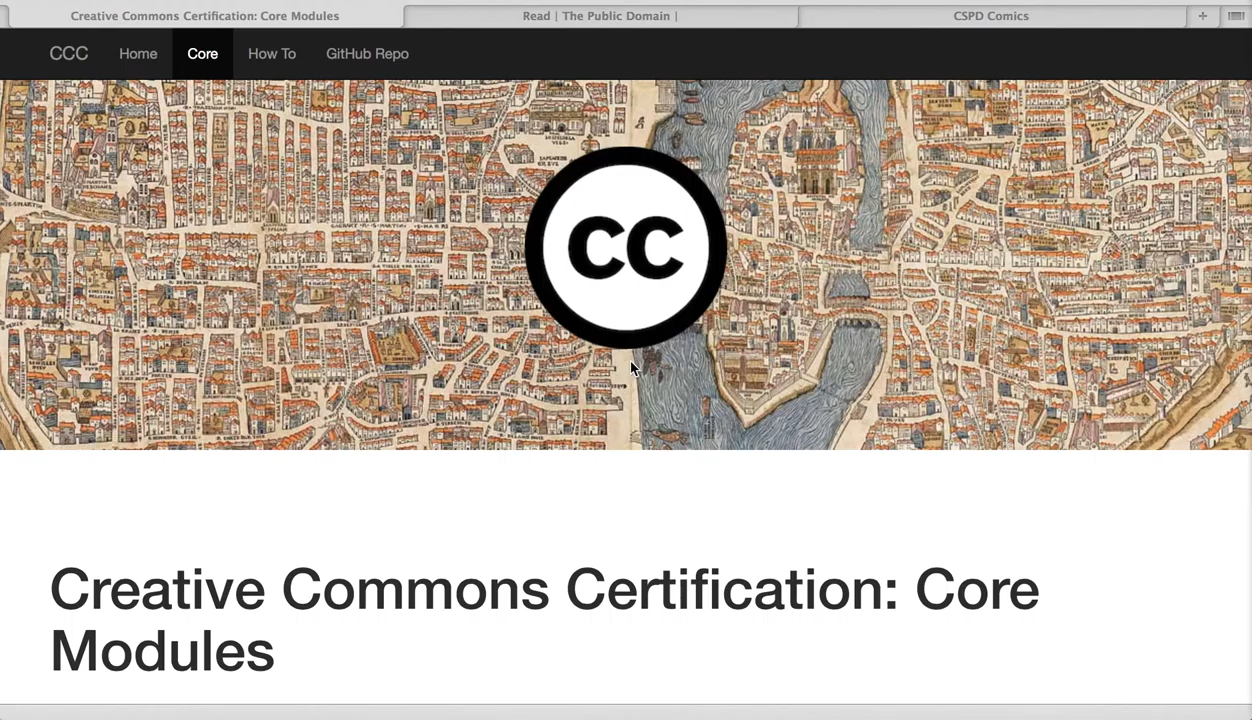 Creative Commons Certification: Core Modules
Read | The Public Domain |
CSPD Comics
+
CCC
Home
Core
How To
GitHub Repo
cc
Creative Commons Certification: Core
Modules